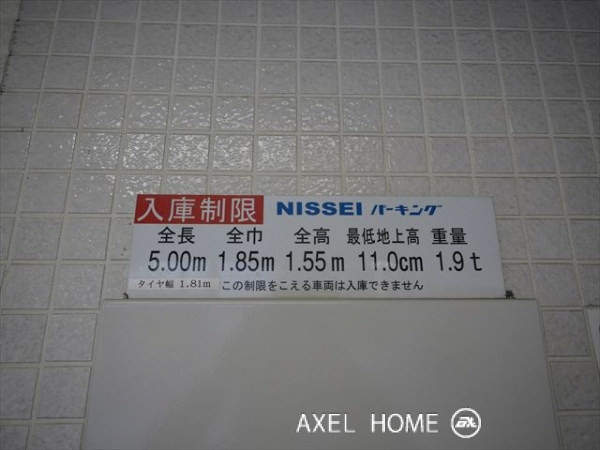 入庫制限 NISSEI パーキング
全長 全巾 全高 最低地上高 重量
5.00m 1.85m 1.55m 11.0cm 1.9t
タイヤ幅 1.81m この制限をこえる車両は入庫できません
AXEL HOME